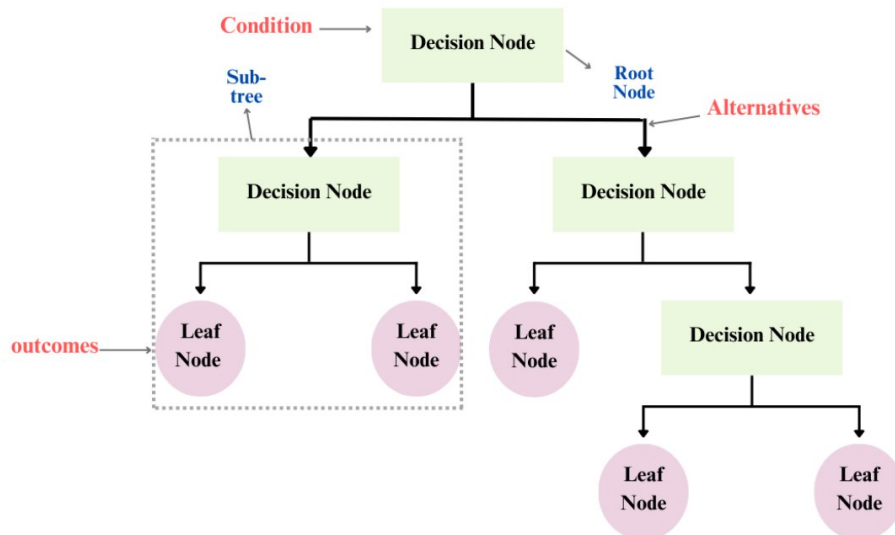 Condition
Decision Node
Sub-
tree
Root
Node
Alternatives
Decision Node
Decision Node
outcomes
Leaf
Node
Leaf
Node
Leaf
Node
Decision Node
Leaf
Node
Leaf
Node